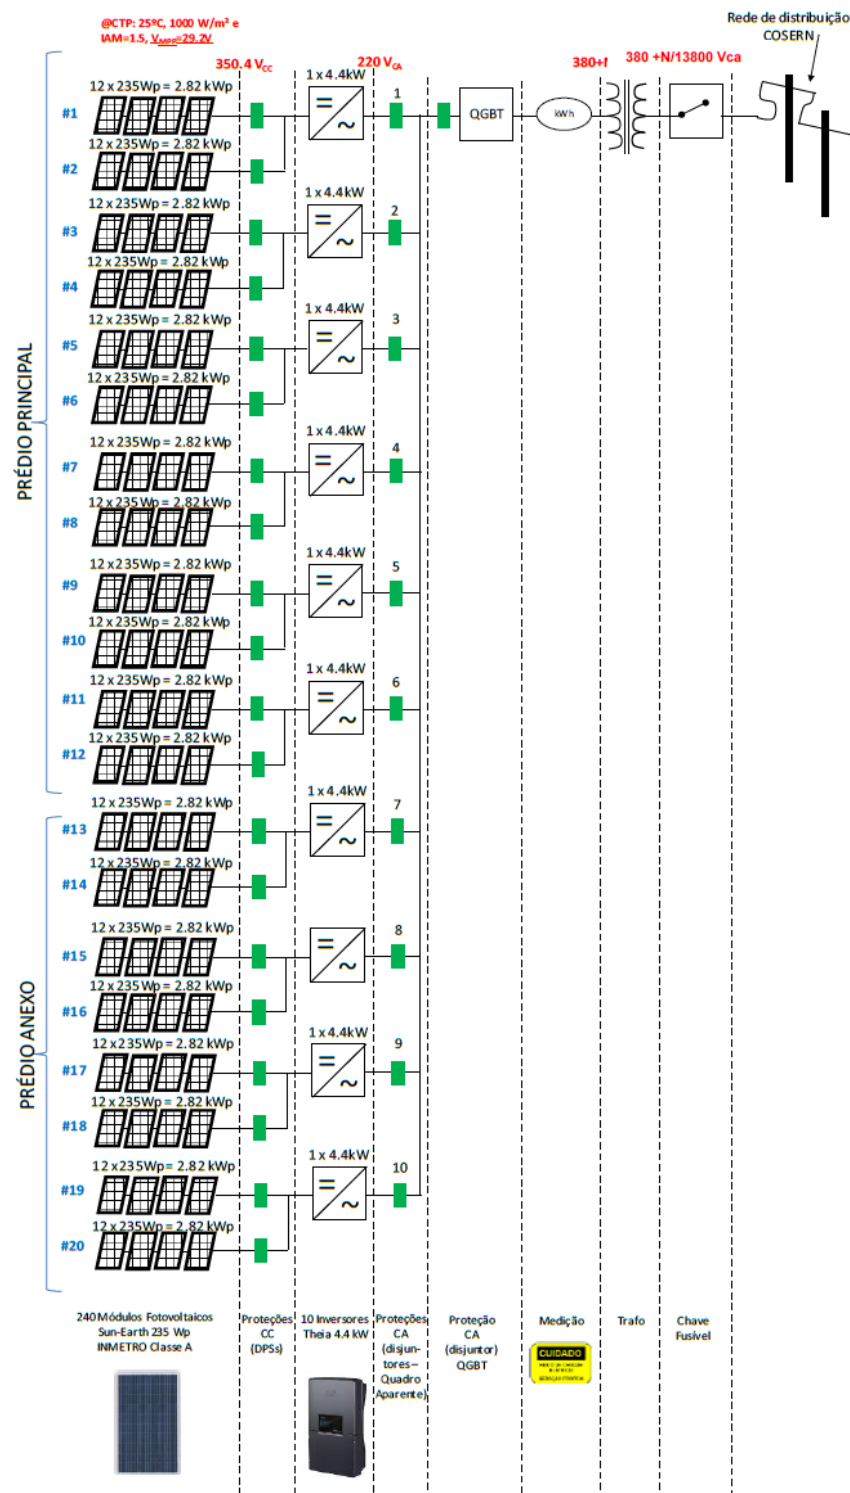 @CTP: 25ºC, 1000 W/m² e
IAM=1.5, VMPP=29.2V
350.4 VCC
220 VCA
380+f
380 +N/13800 Vca
Rede de distribuição
COSERN
PRÉDIO PRINCIPAL
12 x 235Wp = 2.82 kWp
#1
1 x 4.4kW
1
QGBT
kWh
12 x 235Wp = 2.82 kWp
#2
12 x 235Wp = 2.82 kWp
#3
1 x 4.4kW
2
12 x 235Wp = 2.82 kWp
#4
12 x 235Wp = 2.82 kWp
#5
1 x 4.4kW
3
12 x 235Wp = 2.82 kWp
#6
12 x 235Wp = 2.82 kWp
#7
1 x 4.4kW
4
12 x 235Wp = 2.82 kWp
#8
12 x 235Wp = 2.82 kWp
#9
1 x 4.4kW
5
12 x 235Wp = 2.82 kWp
#10
12 x 235Wp = 2.82 kWp
#11
1 x 4.4kW
6
12 x 235Wp = 2.82 kWp
#12
PRÉDIO ANEXO
12 x 235Wp = 2.82 kWp
#13
1 x 4.4kW
7
12 x 235Wp = 2.82 kWp
#14
12 x 235Wp = 2.82 kWp
#15
8
12 x 235Wp = 2.82 kWp
#16
12 x 235Wp = 2.82 kWp
#17
1 x 4.4kW
9
12 x 235Wp = 2.82 kWp
#18
12 x 235Wp = 2.82 kWp
#19
1 x 4.4kW
10
12 x 235Wp = 2.82 kWp
#20
240 Módulos Fotovoltaicos
Sun-Earth 235 Wp
INMETRO Classe A
Proteções
CC
(DPSs)
10 Inversores
Theia 4.4 kW
Proteções
CA
(disjun-
tores –
Quadro
Aparente)
Proteção
CA
(disjuntor)
QGBT
Medição
CUIDADO
Trafo
Chave
Fusível